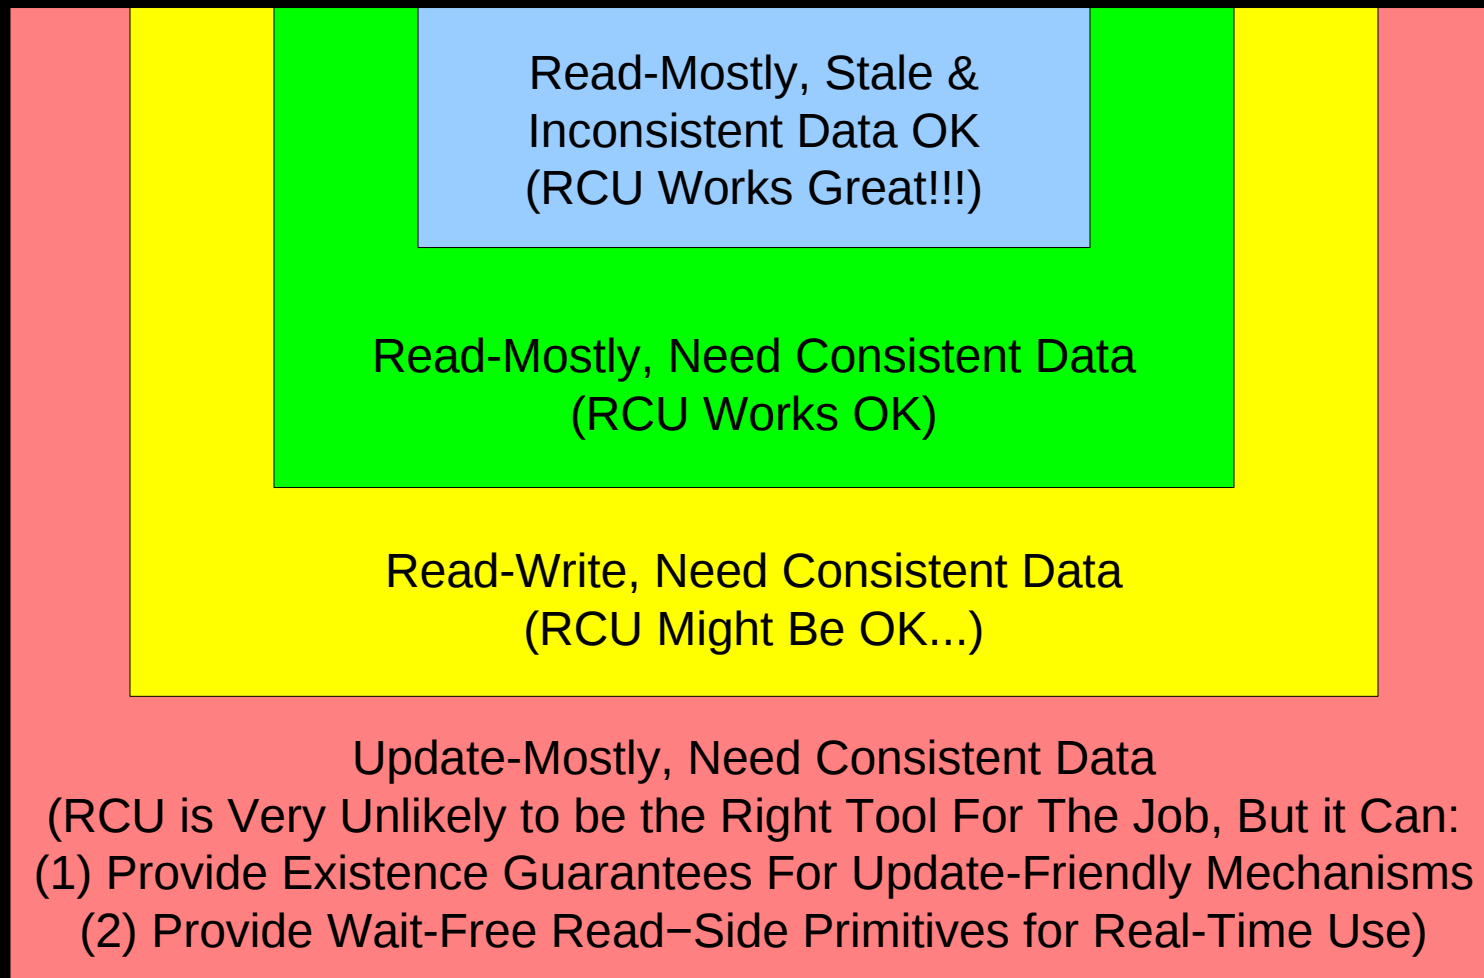 Read-Mostly, Stale &
Inconsistent Data OK
(RCU Works Great!!!)
Read-Mostly, Need Consistent Data
(RCU Works OK)
Read-Write, Need Consistent Data
(RCU Might Be OK...)
Update-Mostly, Need Consistent Data
(RCU is Very Unlikely to be the Right Tool For The Job, But it Can:
(1) Provide Existence Guarantees For Update-Friendly Mechanisms
(2) Provide Wait-Free Read−Side Primitives for Real-Time Use)